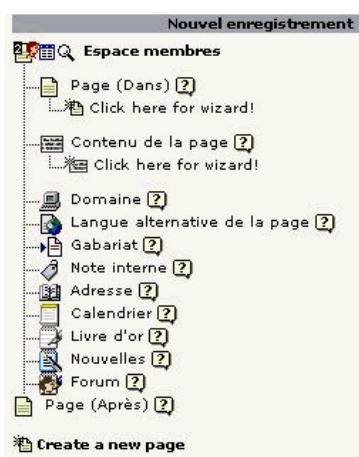 Nouvel enregistrement
2 Espace membres
Page (Dans) ?
Click here for wizard!
Contenu de la page ?
Click here for wizard!
Domaine ?
Langue alternative de la page ?
Gabariat ?
Note interne ?
Adresse ?
Calendrier ?
Livre d'or ?
Nouvelles ?
Forum ?
Page (Après) ?
Create a new page